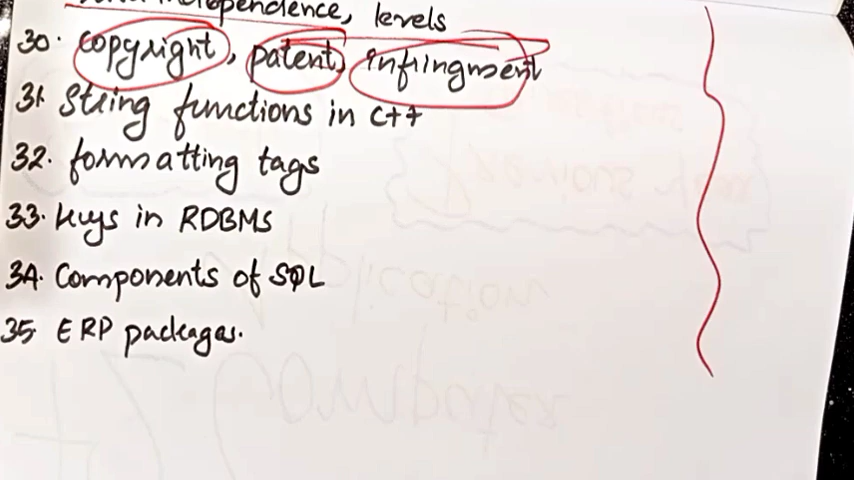 independence, levels
30. copyright, patent, infringment
31. String functions in C++
32. formatting tags
33. keys in RDBMS
34. Components of SQL
35. ERP packages.